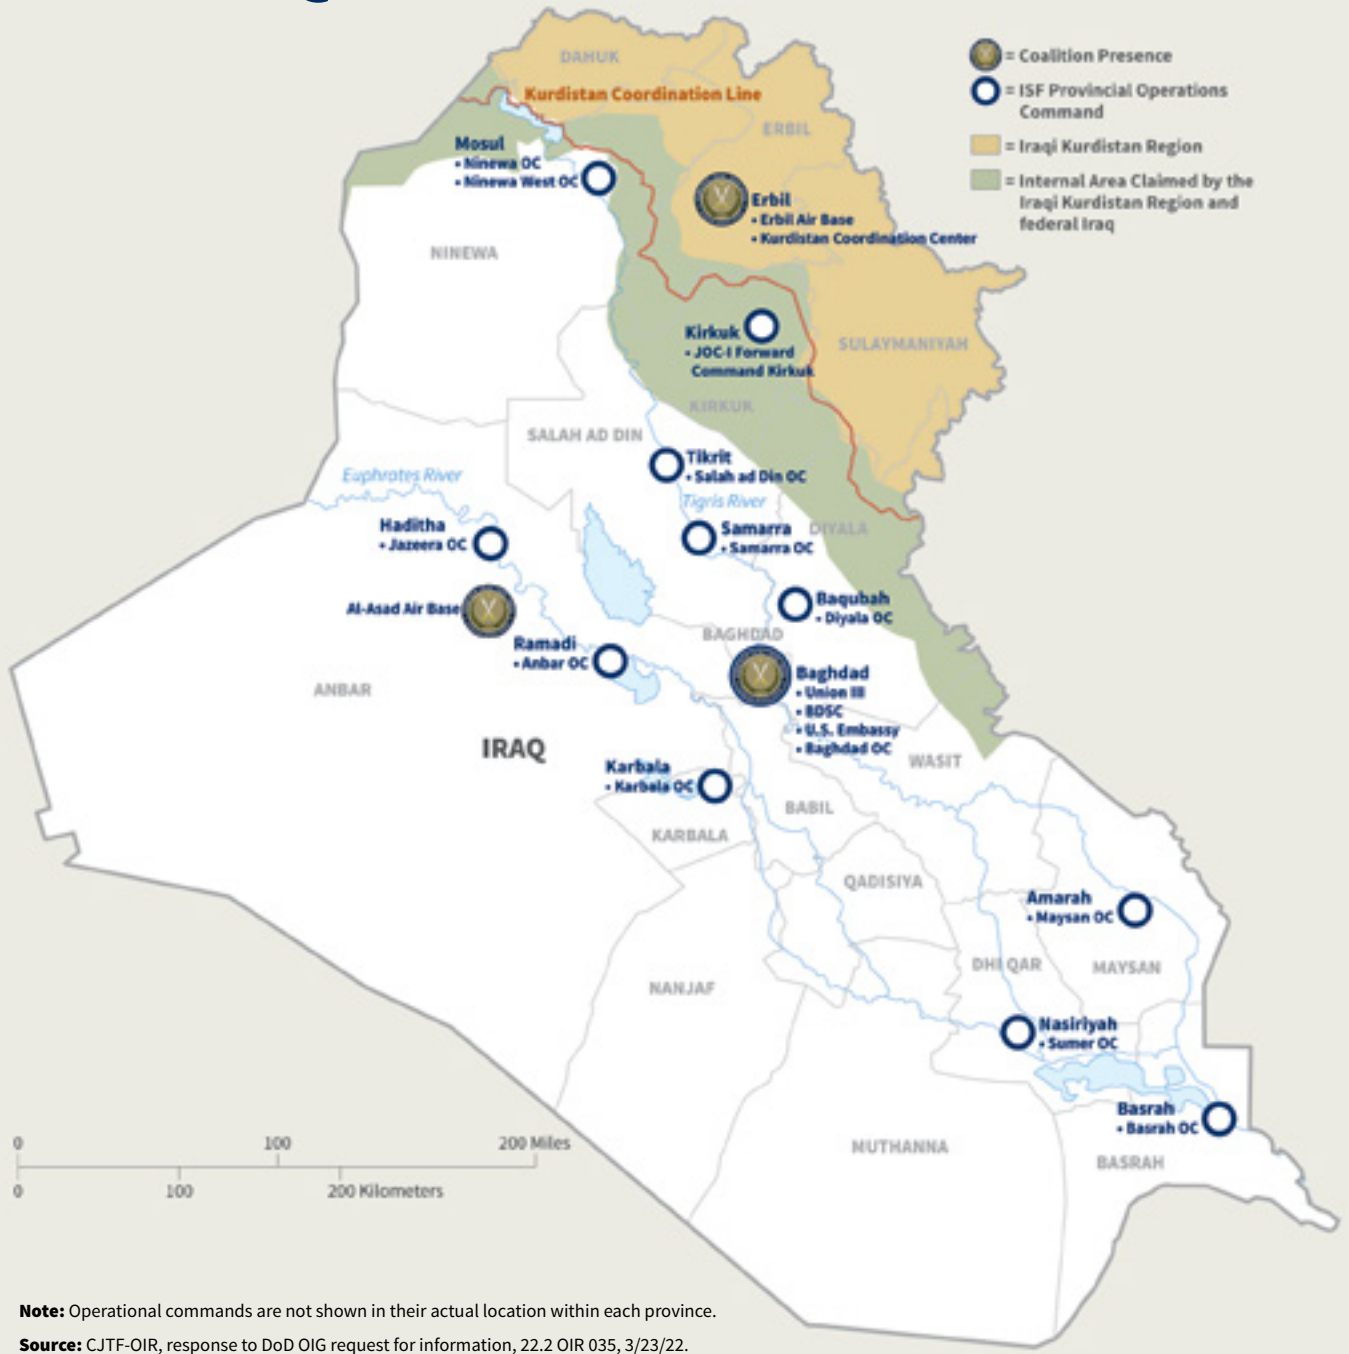 DAHUK
Kurdistan Coordination Line
ERBIL
= Coalition Presence
= ISF Provincial Operations
Command
= Iraqi Kurdistan Region
= Internal Area Claimed by the
Iraqi Kurdistan Region and
federal Iraq
Mosul
• Ninewa OC
• Ninewa West OC
Erbil
• Erbil Air Base
• Kurdistan Coordination Center
NINEWA
Kirkuk
• JOC-I Forward
Command Kirkuk
SULAYMANIYAH
KIRKUK
SALAH AD DIN
Tikrit
• Salah ad Din OC
Euphrates River
Tigris River
Haditha
• Jazeera OC
Samarra
• Samarra OC
DIYALA
Al-Asad Air Base
Baqubah
• Diyala OC
BAGHDAD
Ramadi
• Anbar OC
Baghdad
• Union III
• BDSC
• U.S. Embassy
• Baghdad OC
ANBAR
IRAQ
WASIT
Karbala
• Karbala OC
BABIL
KARBALA
QADISIYA
Amarah
• Maysan OC
DHI QAR
MAYSAN
NANJAF
Nasiriyah
• Sumer OC
Basrah
• Basrah OC
MUTHANNA
BASRAH
0 100 200 Miles
0 100 200 Kilometers
Note: Operational commands are not shown in their actual location within each province.
Source: CJTF-OIR, response to DoD OIG request for information, 22.2 OIR 035, 3/23/22.